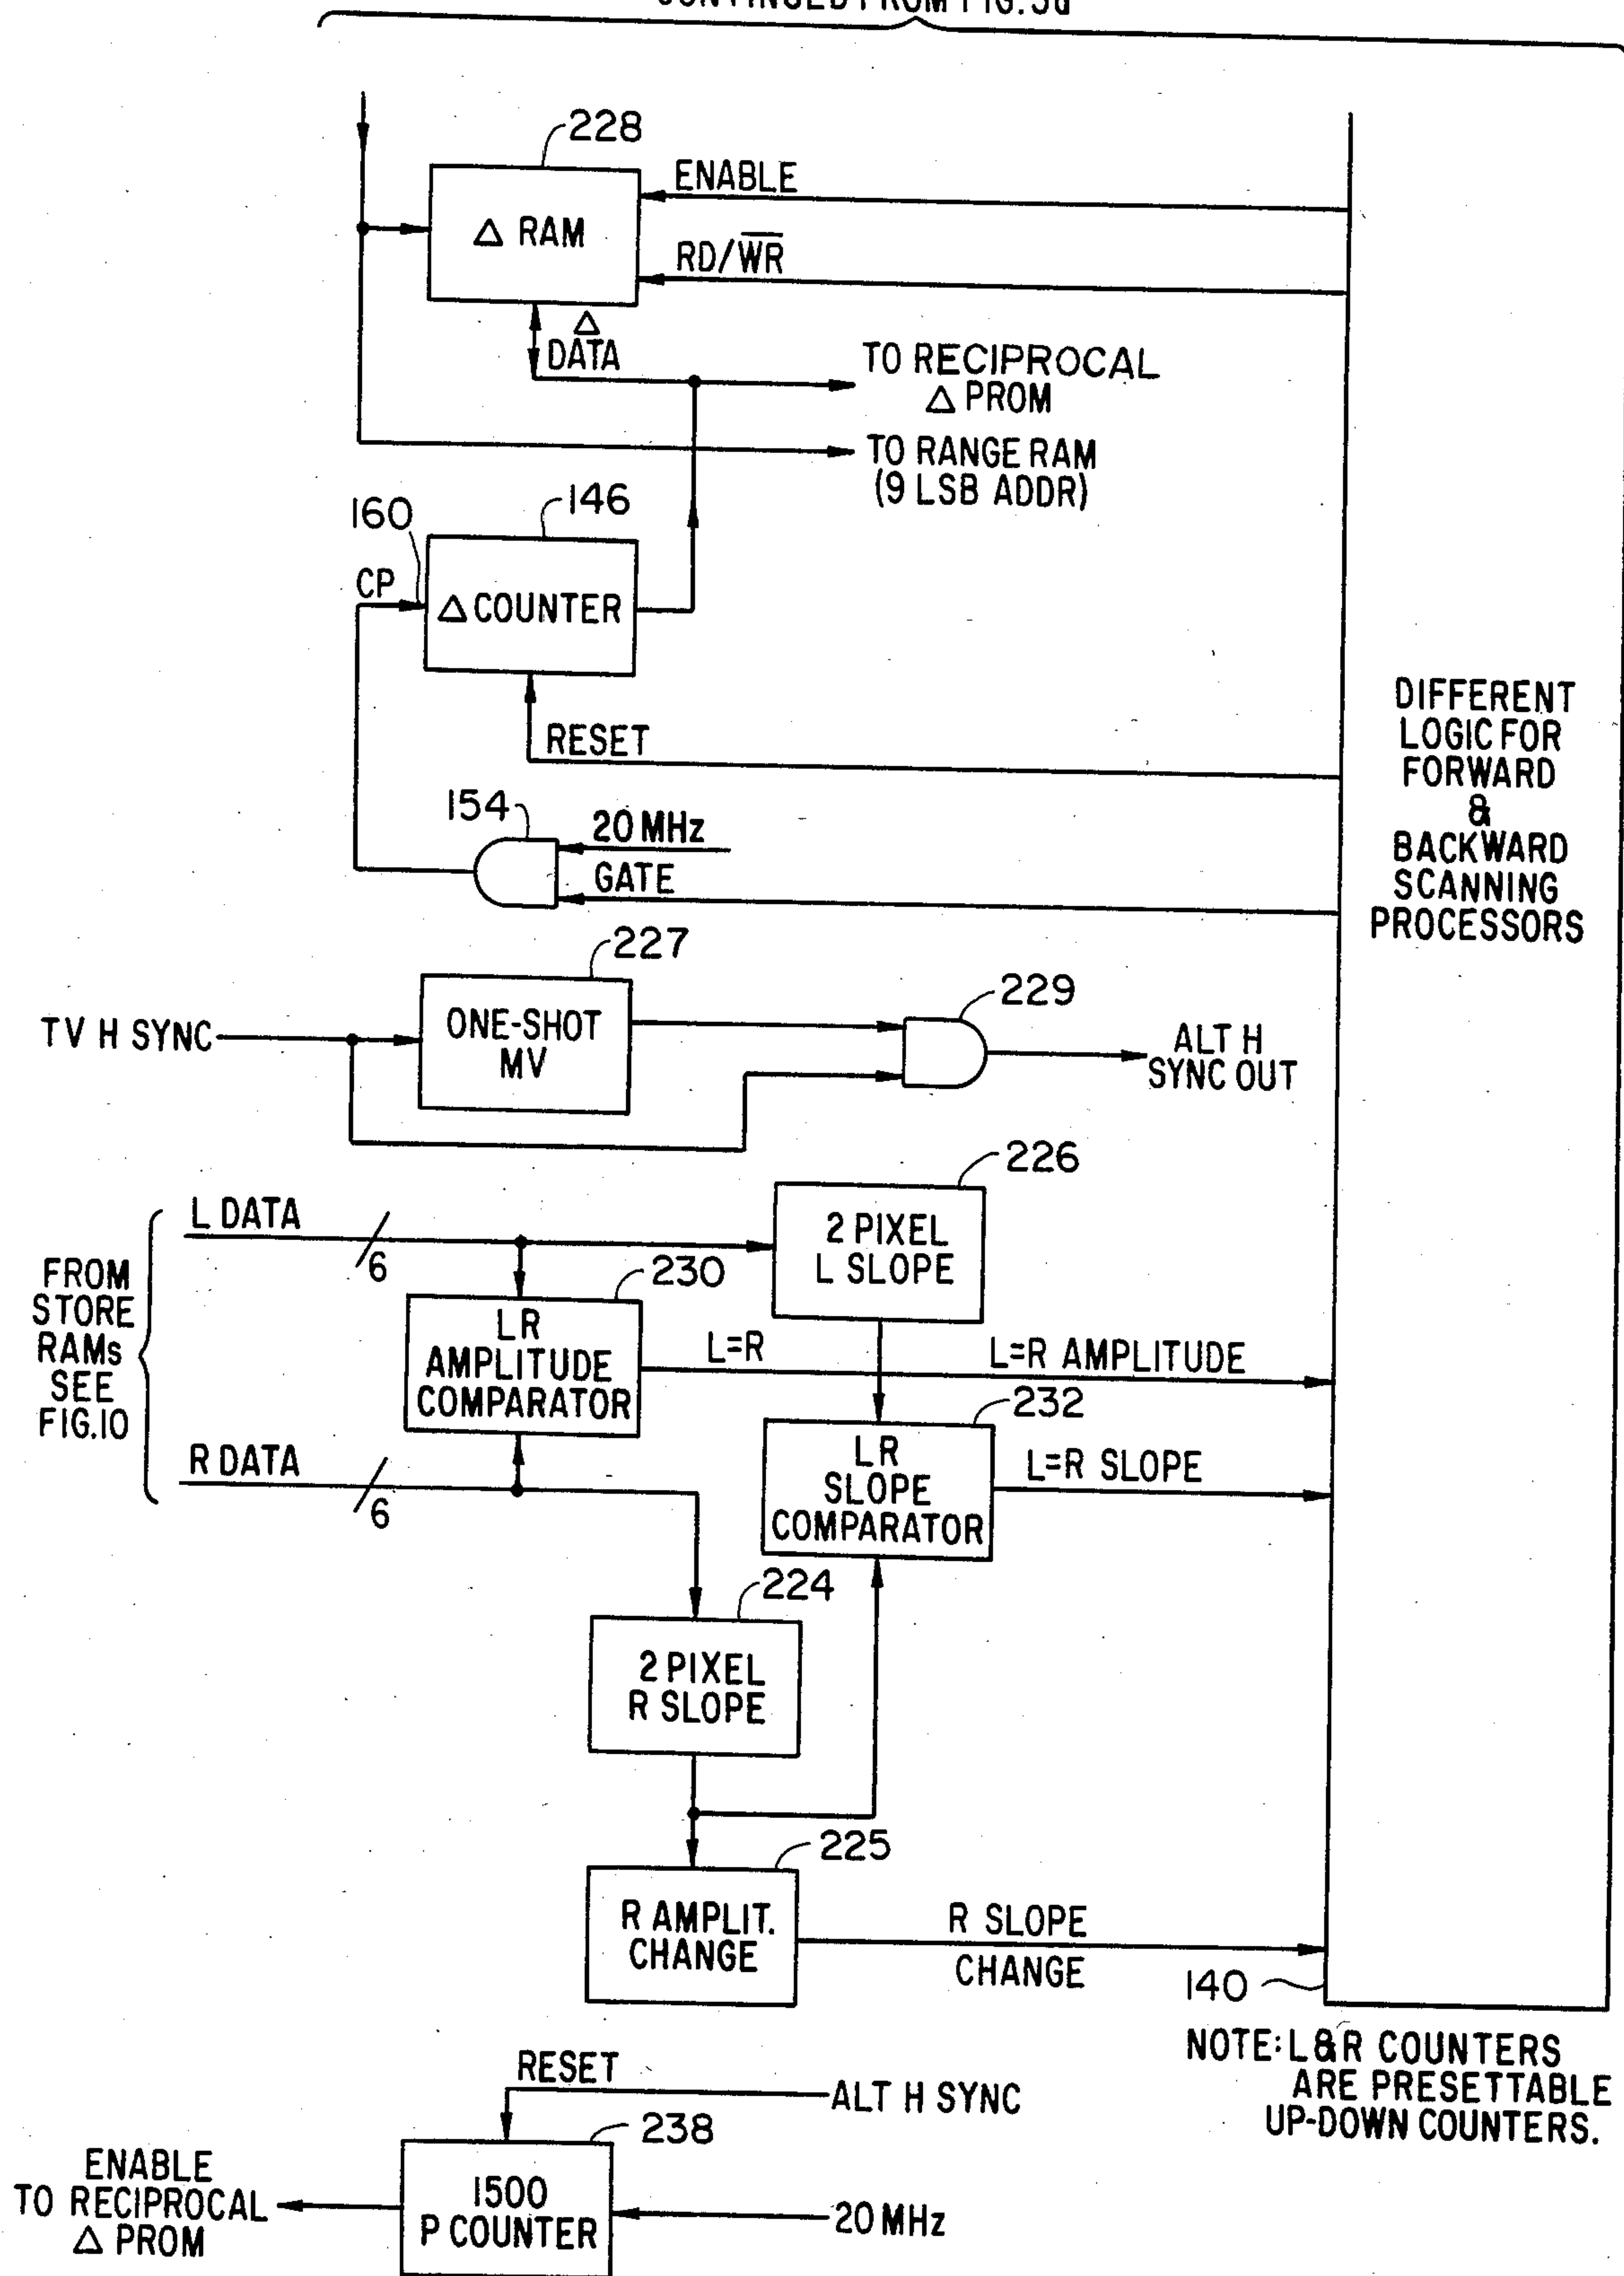 CONTINUED FROM FIG. 5a
228
ENABLE
Δ RAM
RD/W̅R̅
Δ
DATA
TO RECIPROCAL
Δ PROM
TO RANGE RAM
(9 LSB ADDR)
160
146
CP
Δ COUNTER
RESET
DIFFERENT
LOGIC FOR
FORWARD
&
BACKWARD
SCANNING
PROCESSORS
154
20 MHz
GATE
227
229
TV H SYNC
ONE-SHOT
MV
ALT H
SYNC OUT
226
L DATA
6
2 PIXEL
L SLOPE
FROM
STORE
RAMs
SEE
FIG.10
230
LR
AMPLITUDE
COMPARATOR
L=R
L=R AMPLITUDE
232
R DATA
6
LR
SLOPE
COMPARATOR
L=R SLOPE
224
2 PIXEL
R SLOPE
225
R AMPLIT.
CHANGE
R SLOPE
CHANGE
140
NOTE: L&R COUNTERS
ARE PRESETTABLE
UP-DOWN COUNTERS.
RESET
ALT H SYNC
238
ENABLE
TO RECIPROCAL
Δ PROM
1500
P COUNTER
20 MHz